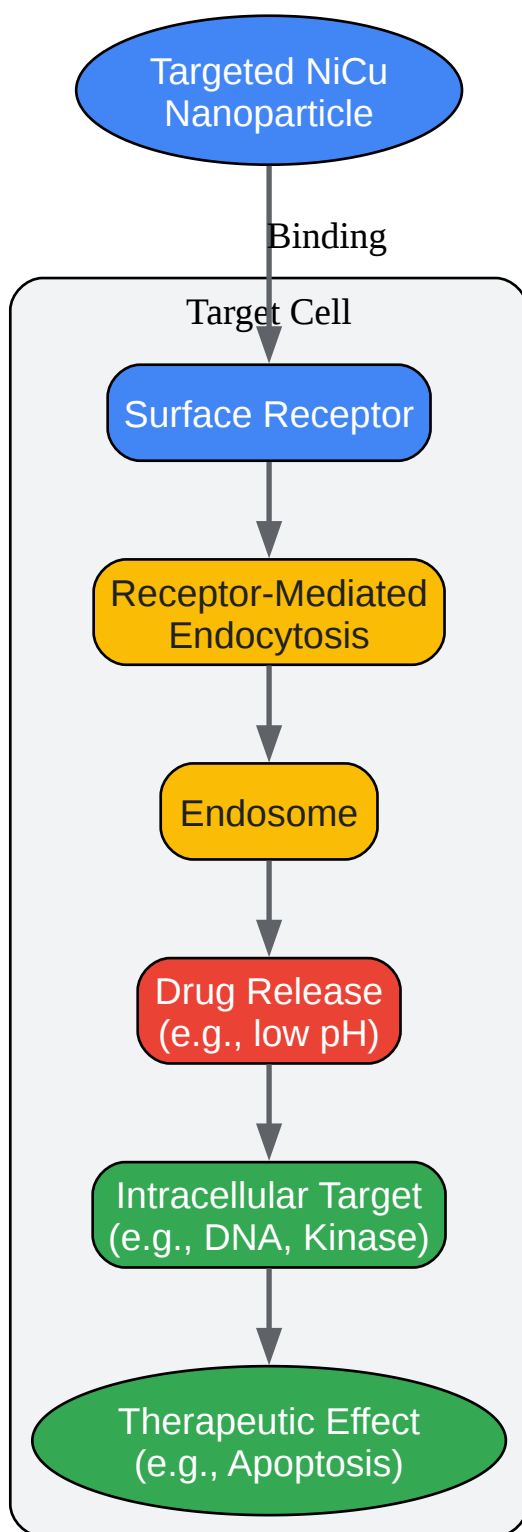 Targeted NiCu
Nanoparticle
Binding
Target Cell
Surface Receptor
Receptor-Mediated
Endocytosis
Endosome
Drug Release
(e.g., low pH)
Intracellular Target
(e.g., DNA, Kinase)
Therapeutic Effect
(e.g., Apoptosis)